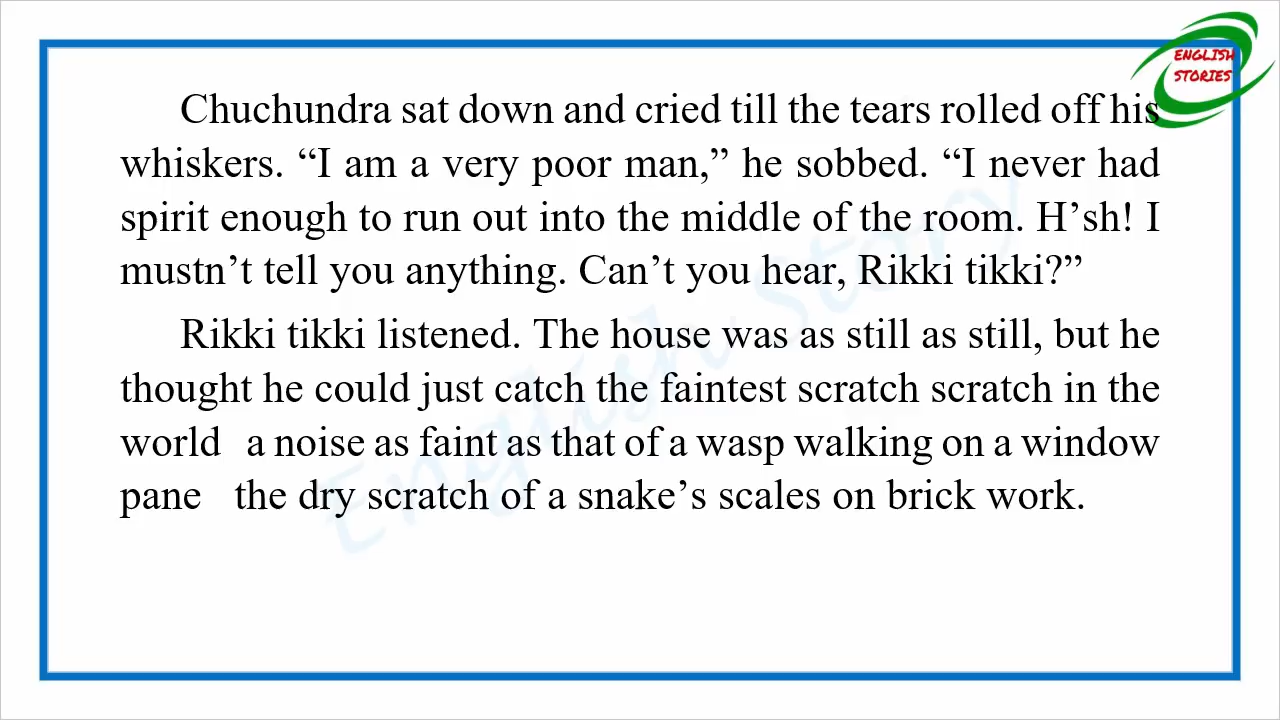 ENGLISH
STORIES
Chuchundra sat down and cried till the tears rolled off his
whiskers. “I am a very poor man,” he sobbed. “I never had
spirit enough to run out into the middle of the room. H’sh! I
mustn’t tell you anything. Can’t you hear, Rikki tikki?”
Rikki tikki listened. The house was as still as still, but he
thought he could just catch the faintest scratch scratch in the
world a noise as faint as that of a wasp walking on a window
pane the dry scratch of a snake’s scales on brick work.
English Story